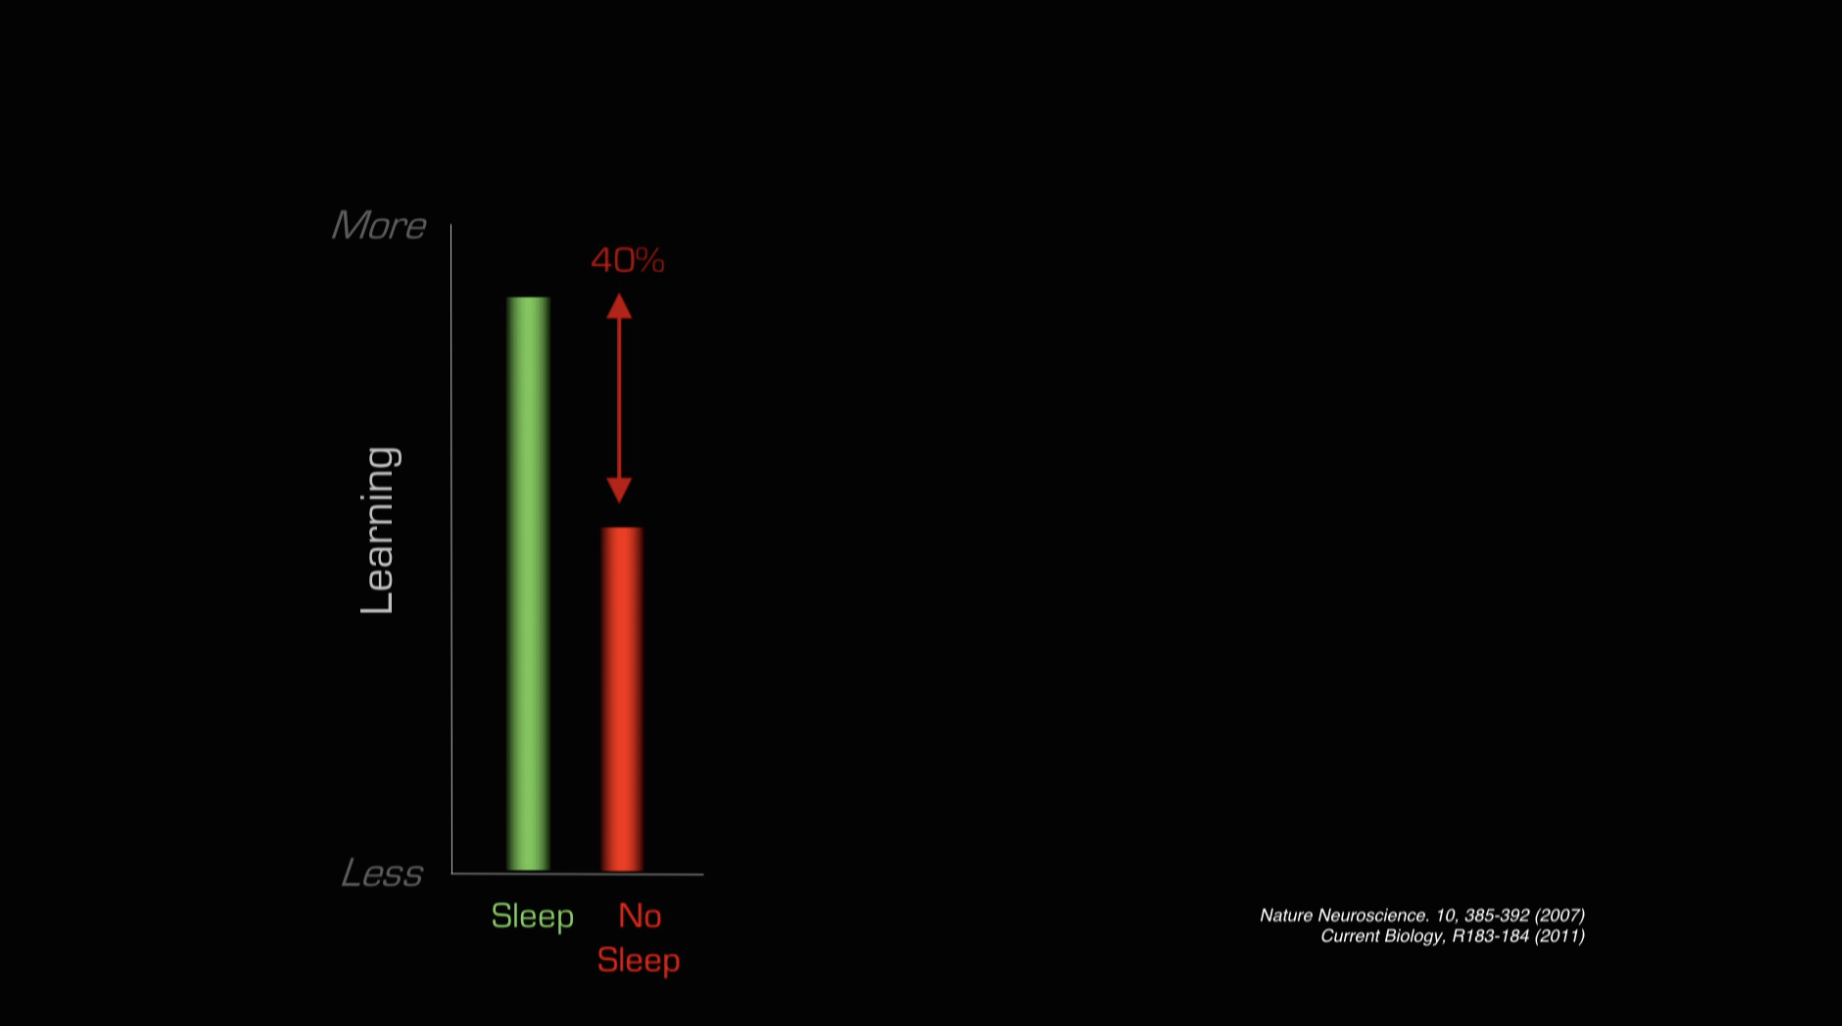 More
40%
Learning
Less
Sleep
No
Sleep
Nature Neuroscience. 10, 385-392 (2007)
Current Biology, R183-184 (2011)